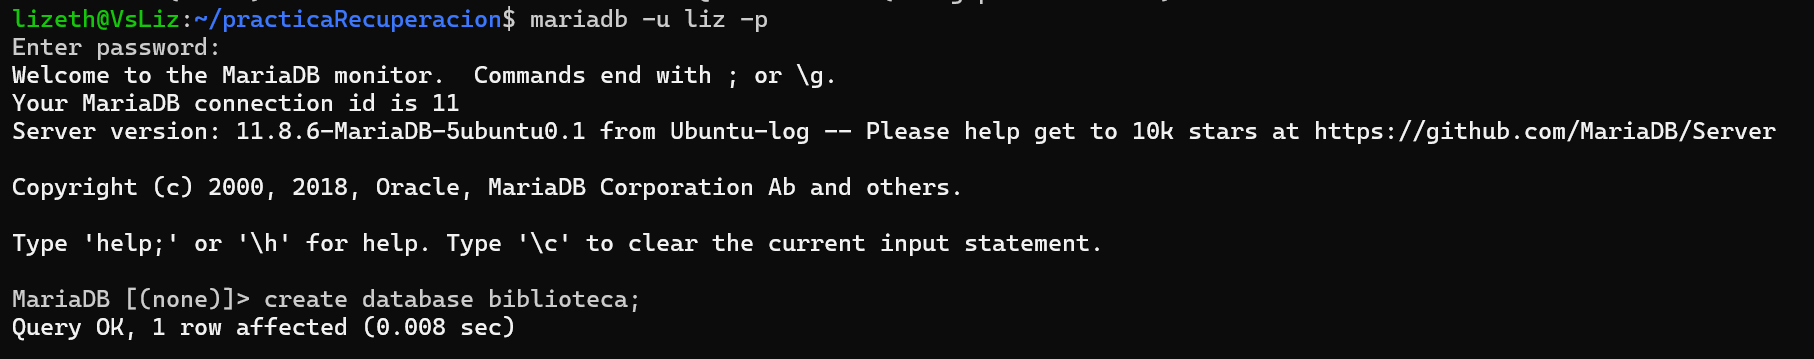 lizeth@VsLiz:~/practicaRecuperacion$ mariadb -u liz -p
Enter password:
Welcome to the MariaDB monitor.  Commands end with ; or \g.
Your MariaDB connection id is 11
Server version: 11.8.6-MariaDB-5ubuntu0.1 from Ubuntu-log -- Please help get to 10k stars at https://github.com/MariaDB/Server

Copyright (c) 2000, 2018, Oracle, MariaDB Corporation Ab and others.

Type 'help;' or '\h' for help. Type '\c' to clear the current input statement.

MariaDB [(none)]> create database biblioteca;
Query OK, 1 row affected (0.008 sec)